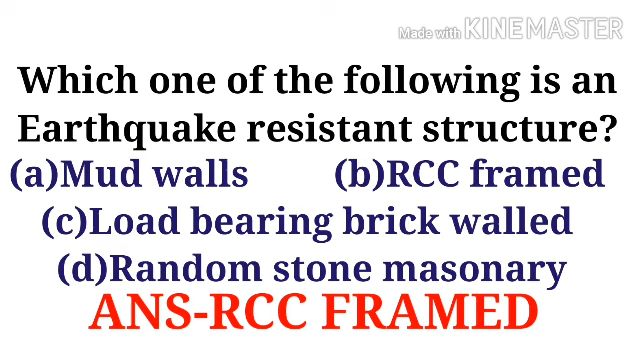 Made with KINEMASTER
Which one of the following is an
Earthquake resistant structure?
(a)Mud walls (b)RCC framed
(c)Load bearing brick walled
(d)Random stone masonary
ANS-RCC FRAMED